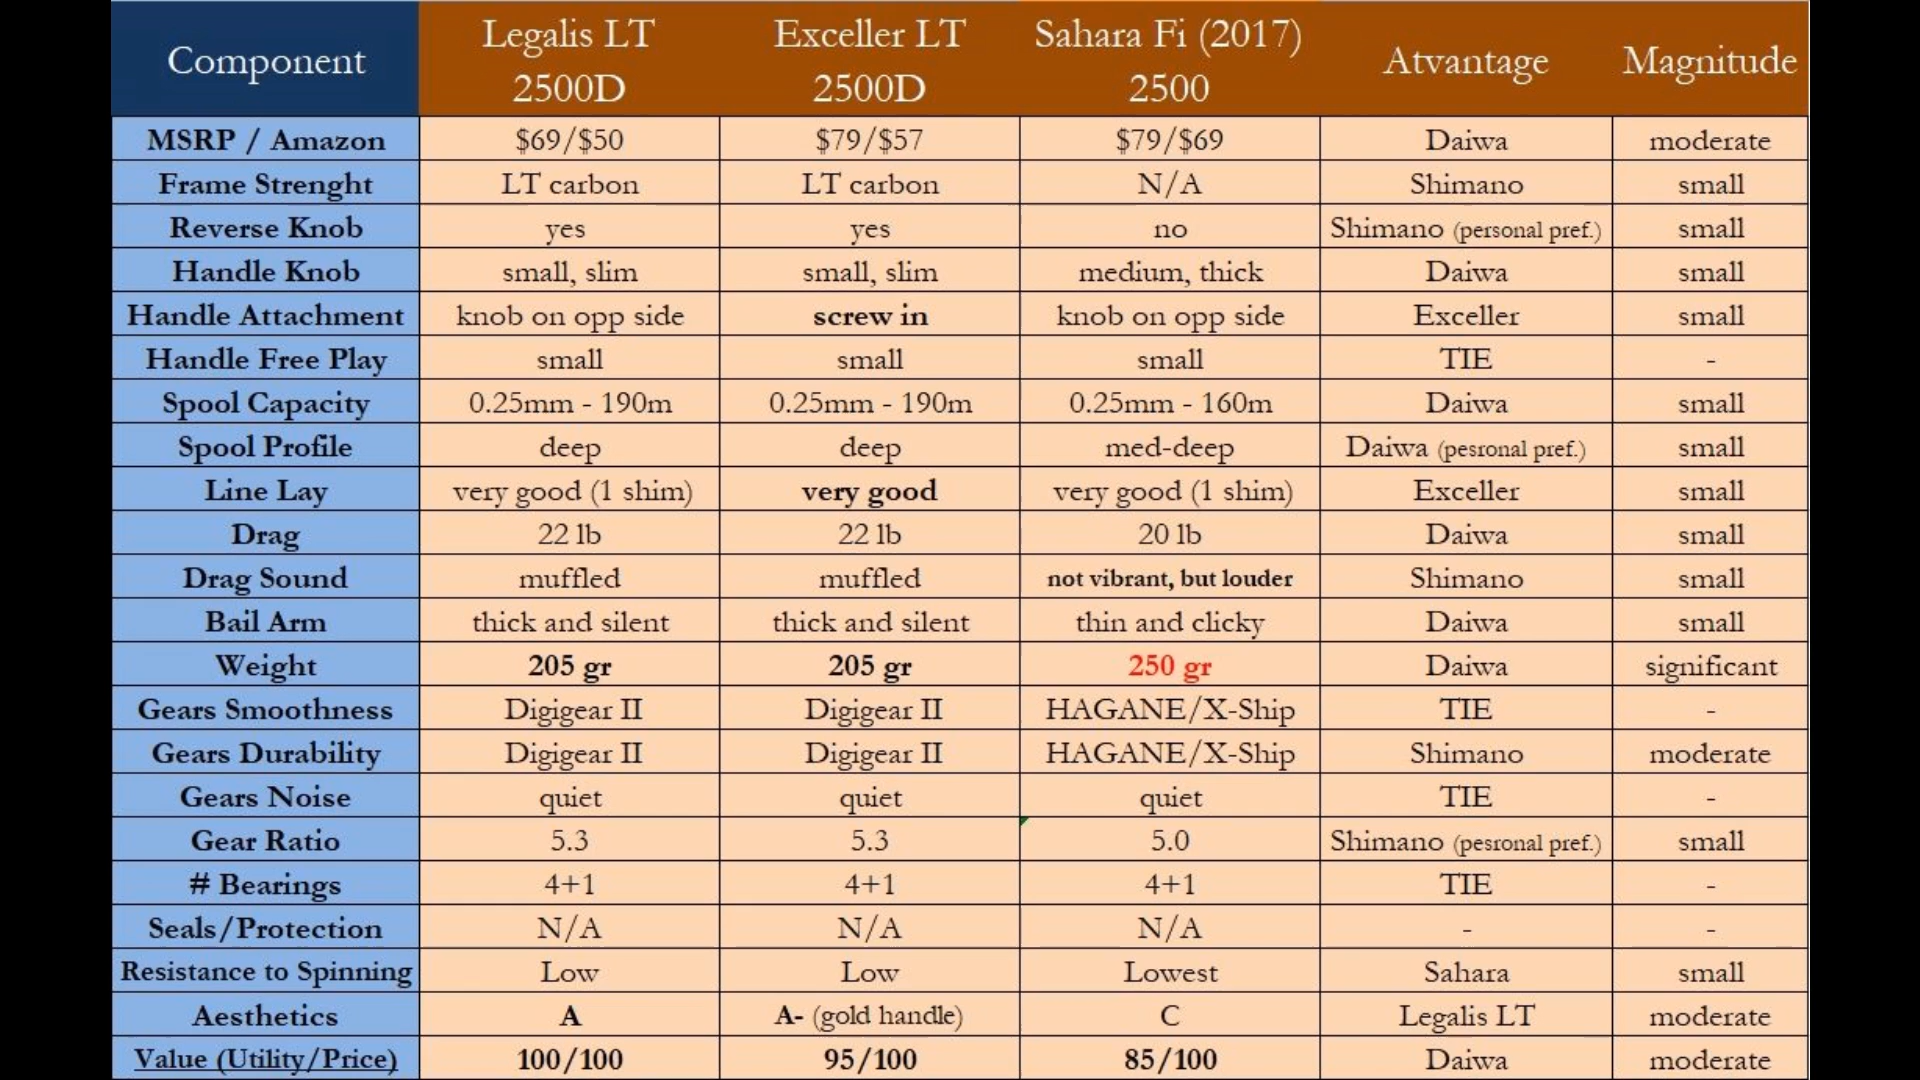 Component Legalis LT 2500D Exceller LT 2500D Sahara Fi (2017) 2500 Atvantage Magnitude
MSRP / Amazon $69/$50 $79/$57 $79/$69 Daiwa moderate
Frame Strenght LT carbon LT carbon N/A Shimano small
Reverse Knob yes yes no Shimano (personal pref.) small
Handle Knob small, slim small, slim medium, thick Daiwa small
Handle Attachment knob on opp side screw in knob on opp side Exceller small
Handle Free Play small small small TIE -
Spool Capacity 0.25mm - 190m 0.25mm - 190m 0.25mm - 160m Daiwa small
Spool Profile deep deep med-deep Daiwa (pesronal pref.) small
Line Lay very good (1 shim) very good very good (1 shim) Exceller small
Drag 22 lb 22 lb 20 lb Daiwa small
Drag Sound muffled muffled not vibrant, but louder Shimano small
Bail Arm thick and silent thick and silent thin and clicky Daiwa small
Weight 205 gr 205 gr 250 gr Daiwa significant
Gears Smoothness Digigear II Digigear II HAGANE/X-Ship TIE -
Gears Durability Digigear II Digigear II HAGANE/X-Ship Shimano moderate
Gears Noise quiet quiet quiet TIE -
Gear Ratio 5.3 5.3 5.0 Shimano (pesronal pref.) small
# Bearings 4+1 4+1 4+1 TIE -
Seals/Protection N/A N/A N/A - -
Resistance to Spinning Low Low Lowest Sahara small
Aesthetics A A- (gold handle) C Legalis LT moderate
Value (Utility/Price) 100/100 95/100 85/100 Daiwa moderate